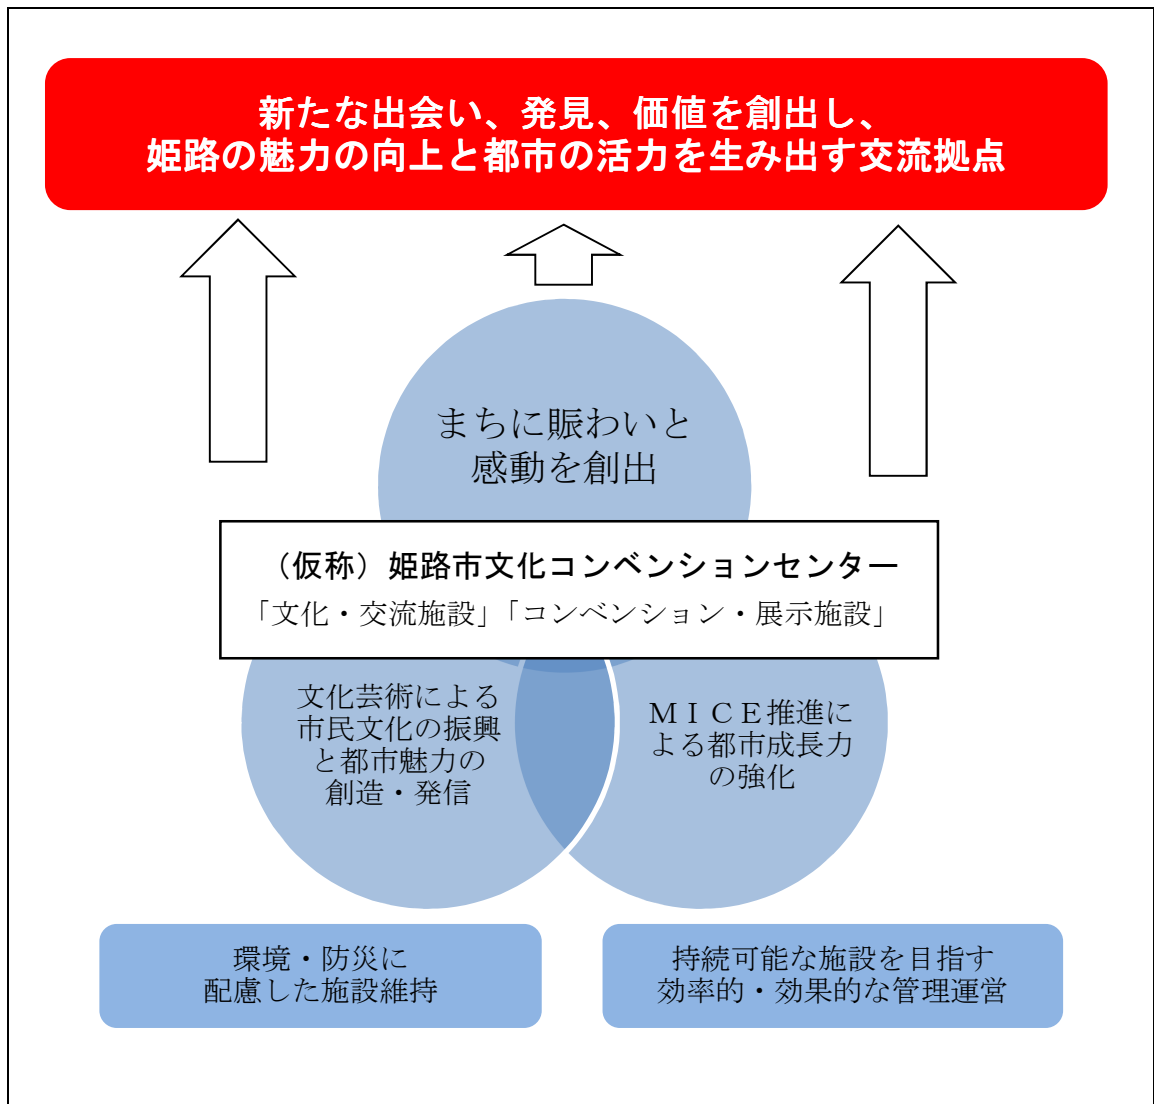 新たな出会い、発見、価値を創出し、
姫路の魅力の向上と都市の活力を生み出す交流拠点
まちに賑わいと
感動を創出
（仮称）姫路市文化コンベンションセンター
「文化・交流施設」「コンベンション・展示施設」
文化芸術による
市民文化の振興
と都市魅力の
創造・発信
ＭＩＣＥ推進に
よる都市成長力
の強化
環境・防災に
配慮した施設維持
持続可能な施設を目指す
効率的・効果的な管理運営